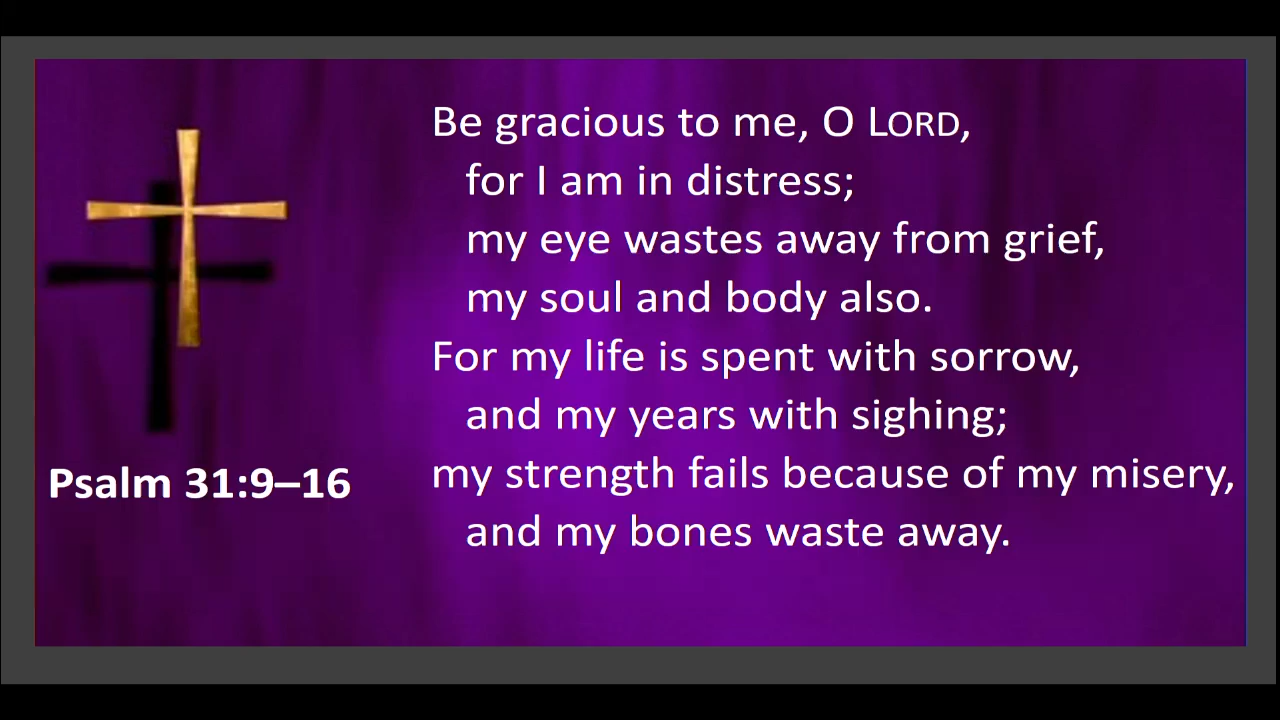 Be gracious to me, O LORD,
for I am in distress;
my eye wastes away from grief,
my soul and body also.
For my life is spent with sorrow,
and my years with sighing;
my strength fails because of my misery,
and my bones waste away.
Psalm 31:9–16